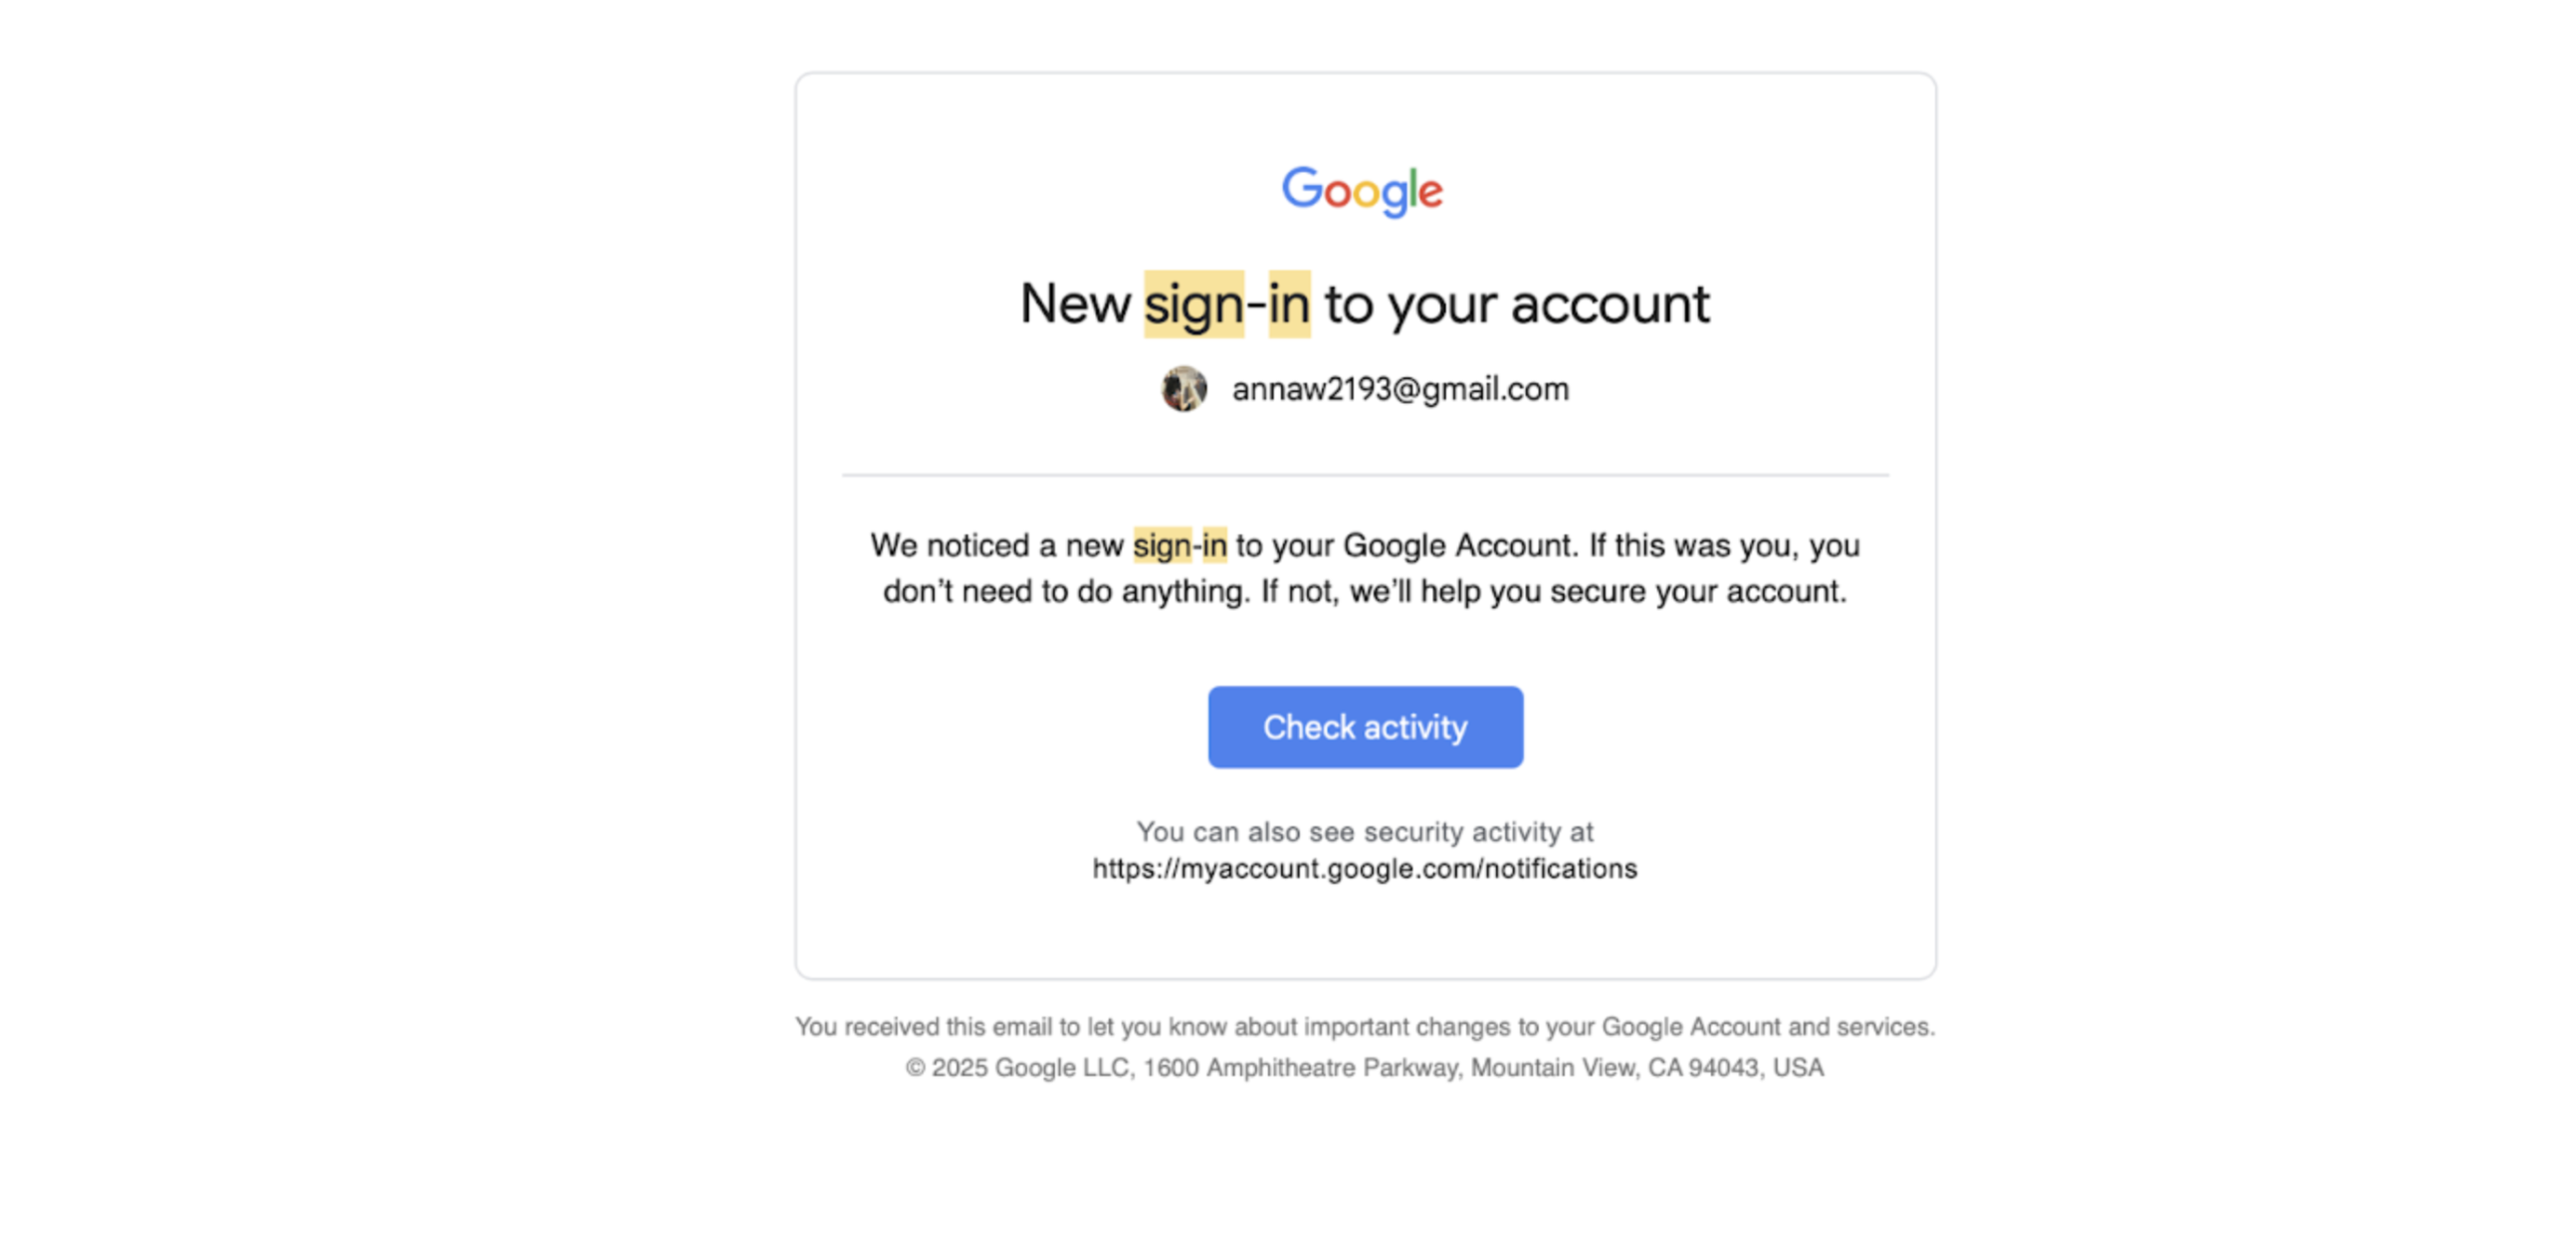 Google
New sign-in to your account
annaw2193@gmail.com
We noticed a new sign-in to your Google Account. If this was you, you
don’t need to do anything. If not, we’ll help you secure your account.
Check activity
You can also see security activity at
https://myaccount.google.com/notifications
You received this email to let you know about important changes to your Google Account and services.
© 2025 Google LLC, 1600 Amphitheatre Parkway, Mountain View, CA 94043, USA